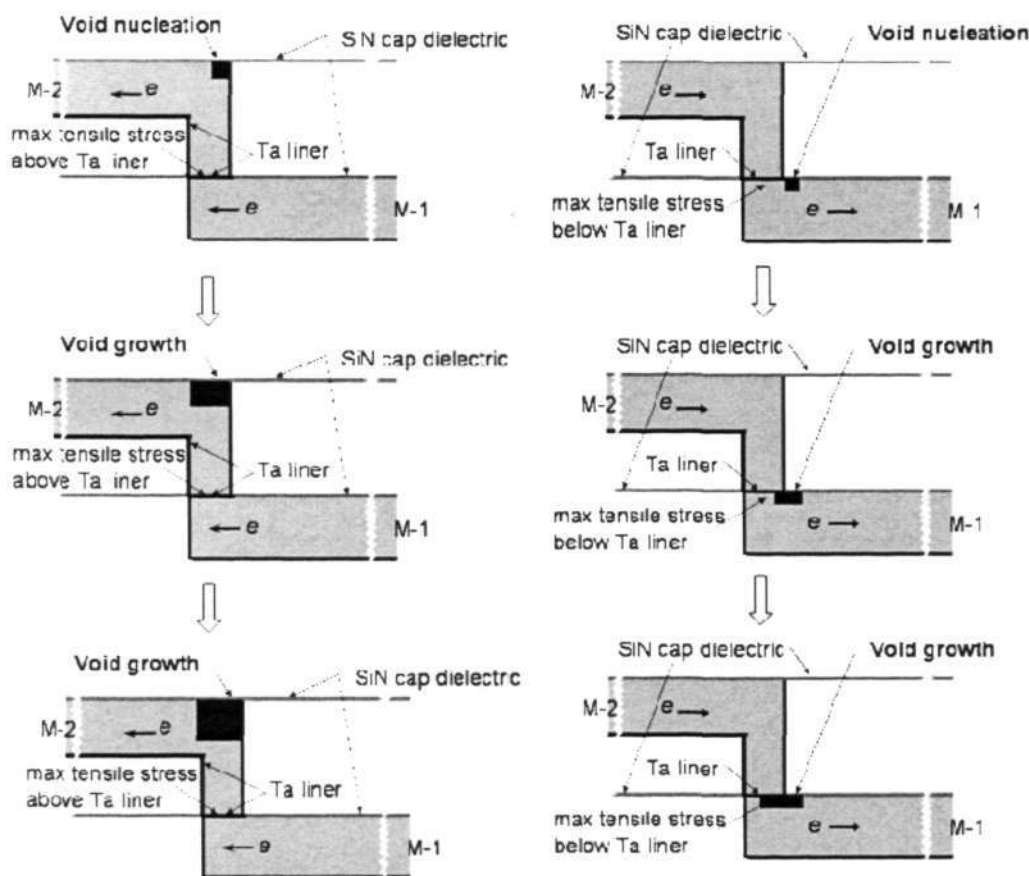 Void nucleation
SiN cap dielectric
M-2
e
max tensile stress
above Ta liner
Ta liner
e
M-1
Void growth
SiN cap dielectric
M-2
e
max tensile stress
above Ta liner
Ta liner
e
M-1
Void growth
SiN cap dielectric
M-2
e
max tensile stress
above Ta liner
Ta liner
e
M-1
SiN cap dielectric
Void nucleation
M-2
e
Ta liner
max tensile stress
below Ta liner
e
M-1
SiN cap dielectric
Void growth
M-2
e
Ta liner
max tensile stress
below Ta liner
e
M-1
SiN cap dielectric
Void growth
M-2
e
Ta liner
max tensile stress
below Ta liner
e
M-1